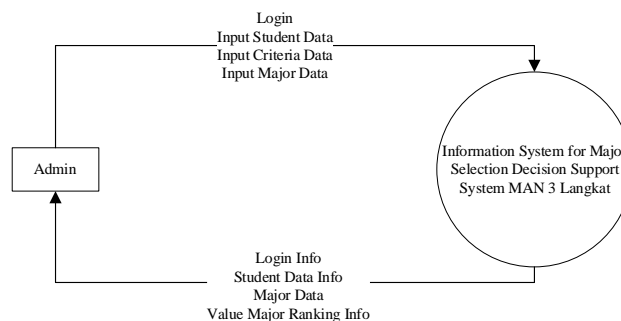 Login
Input Student Data
Input Criteria Data
Input Major Data
Admin
Information System for Major
Selection Decision Support
System MAN 3 Langkat
Login Info
Student Data Info
Major Data
Value Major Ranking Info